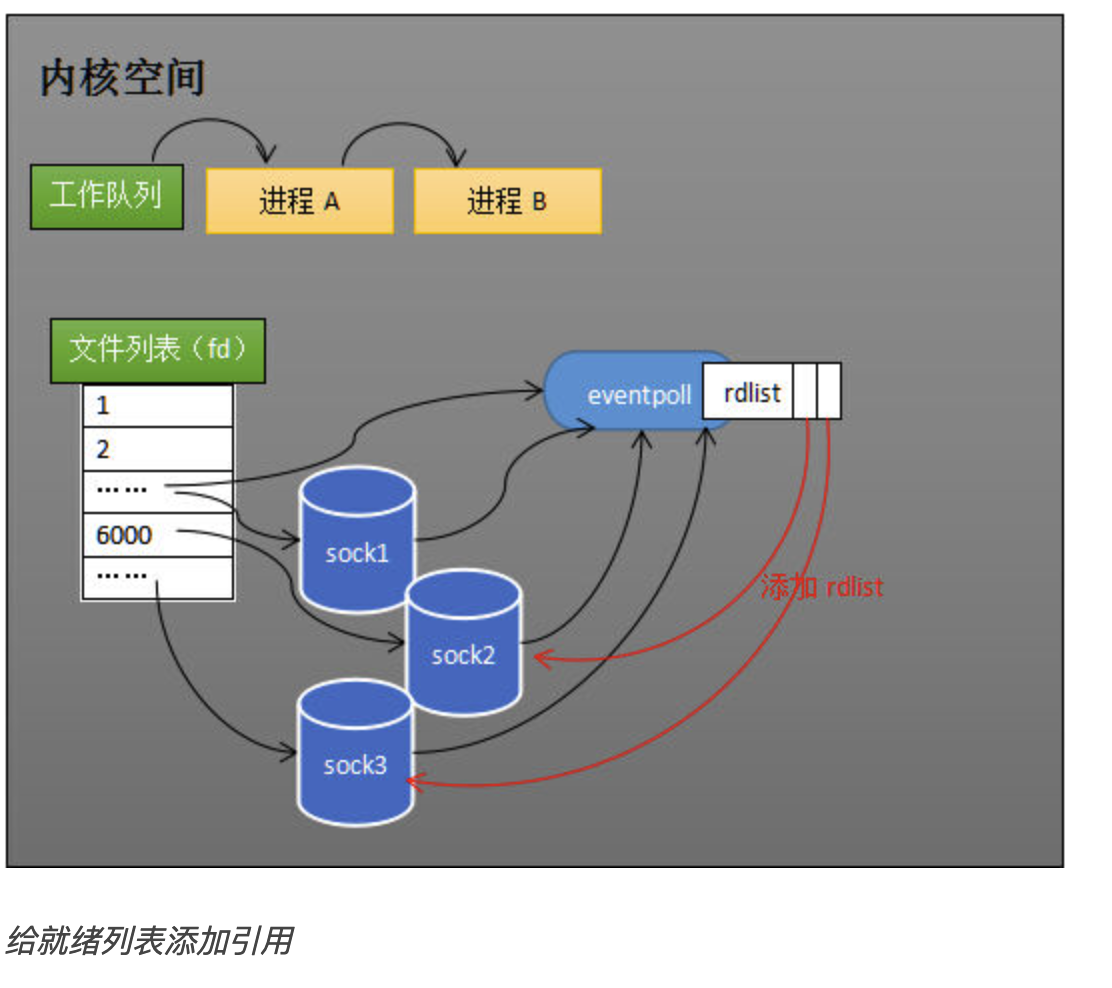 内核空间
工作队列
进程 A
进程 B
文件列表（fd）
1
2
……
6000
……
eventpoll
rdlist
sock1
sock2
sock3
添加 rdlist
给就绪列表添加引用